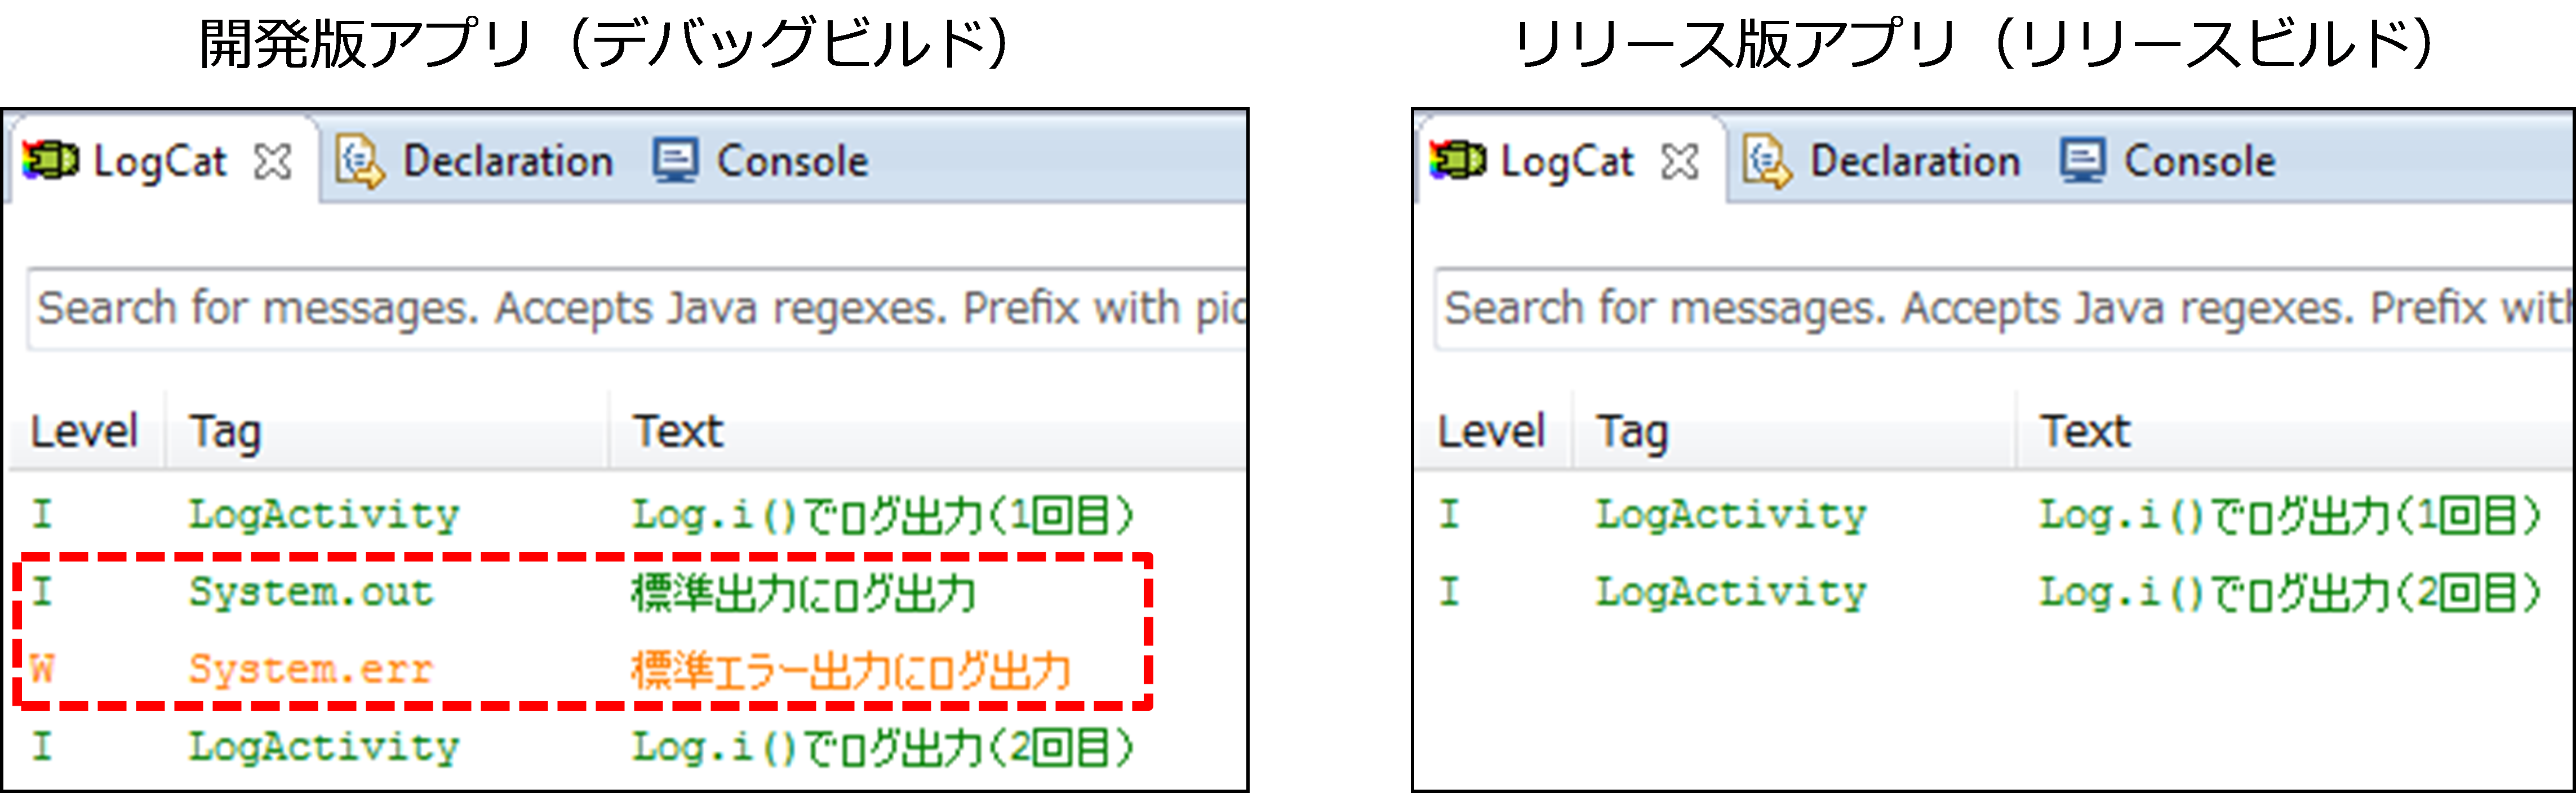 開発版アプリ（デバッグビルド）
LogCat Declaration Console
Search for messages. Accepts Java regexes. Prefix with pic
Level Tag Text
I LogActivity Log.i()でログ出力(1回目)
I System.out 標準出力にログ出力
W System.err 標準エラー出力にログ出力
I LogActivity Log.i()でログ出力(2回目)
リリース版アプリ（リリースビルド）
LogCat Declaration Console
Search for messages. Accepts Java regexes. Prefix with
Level Tag Text
I LogActivity Log.i()でログ出力(1回目)
I LogActivity Log.i()でログ出力(2回目)